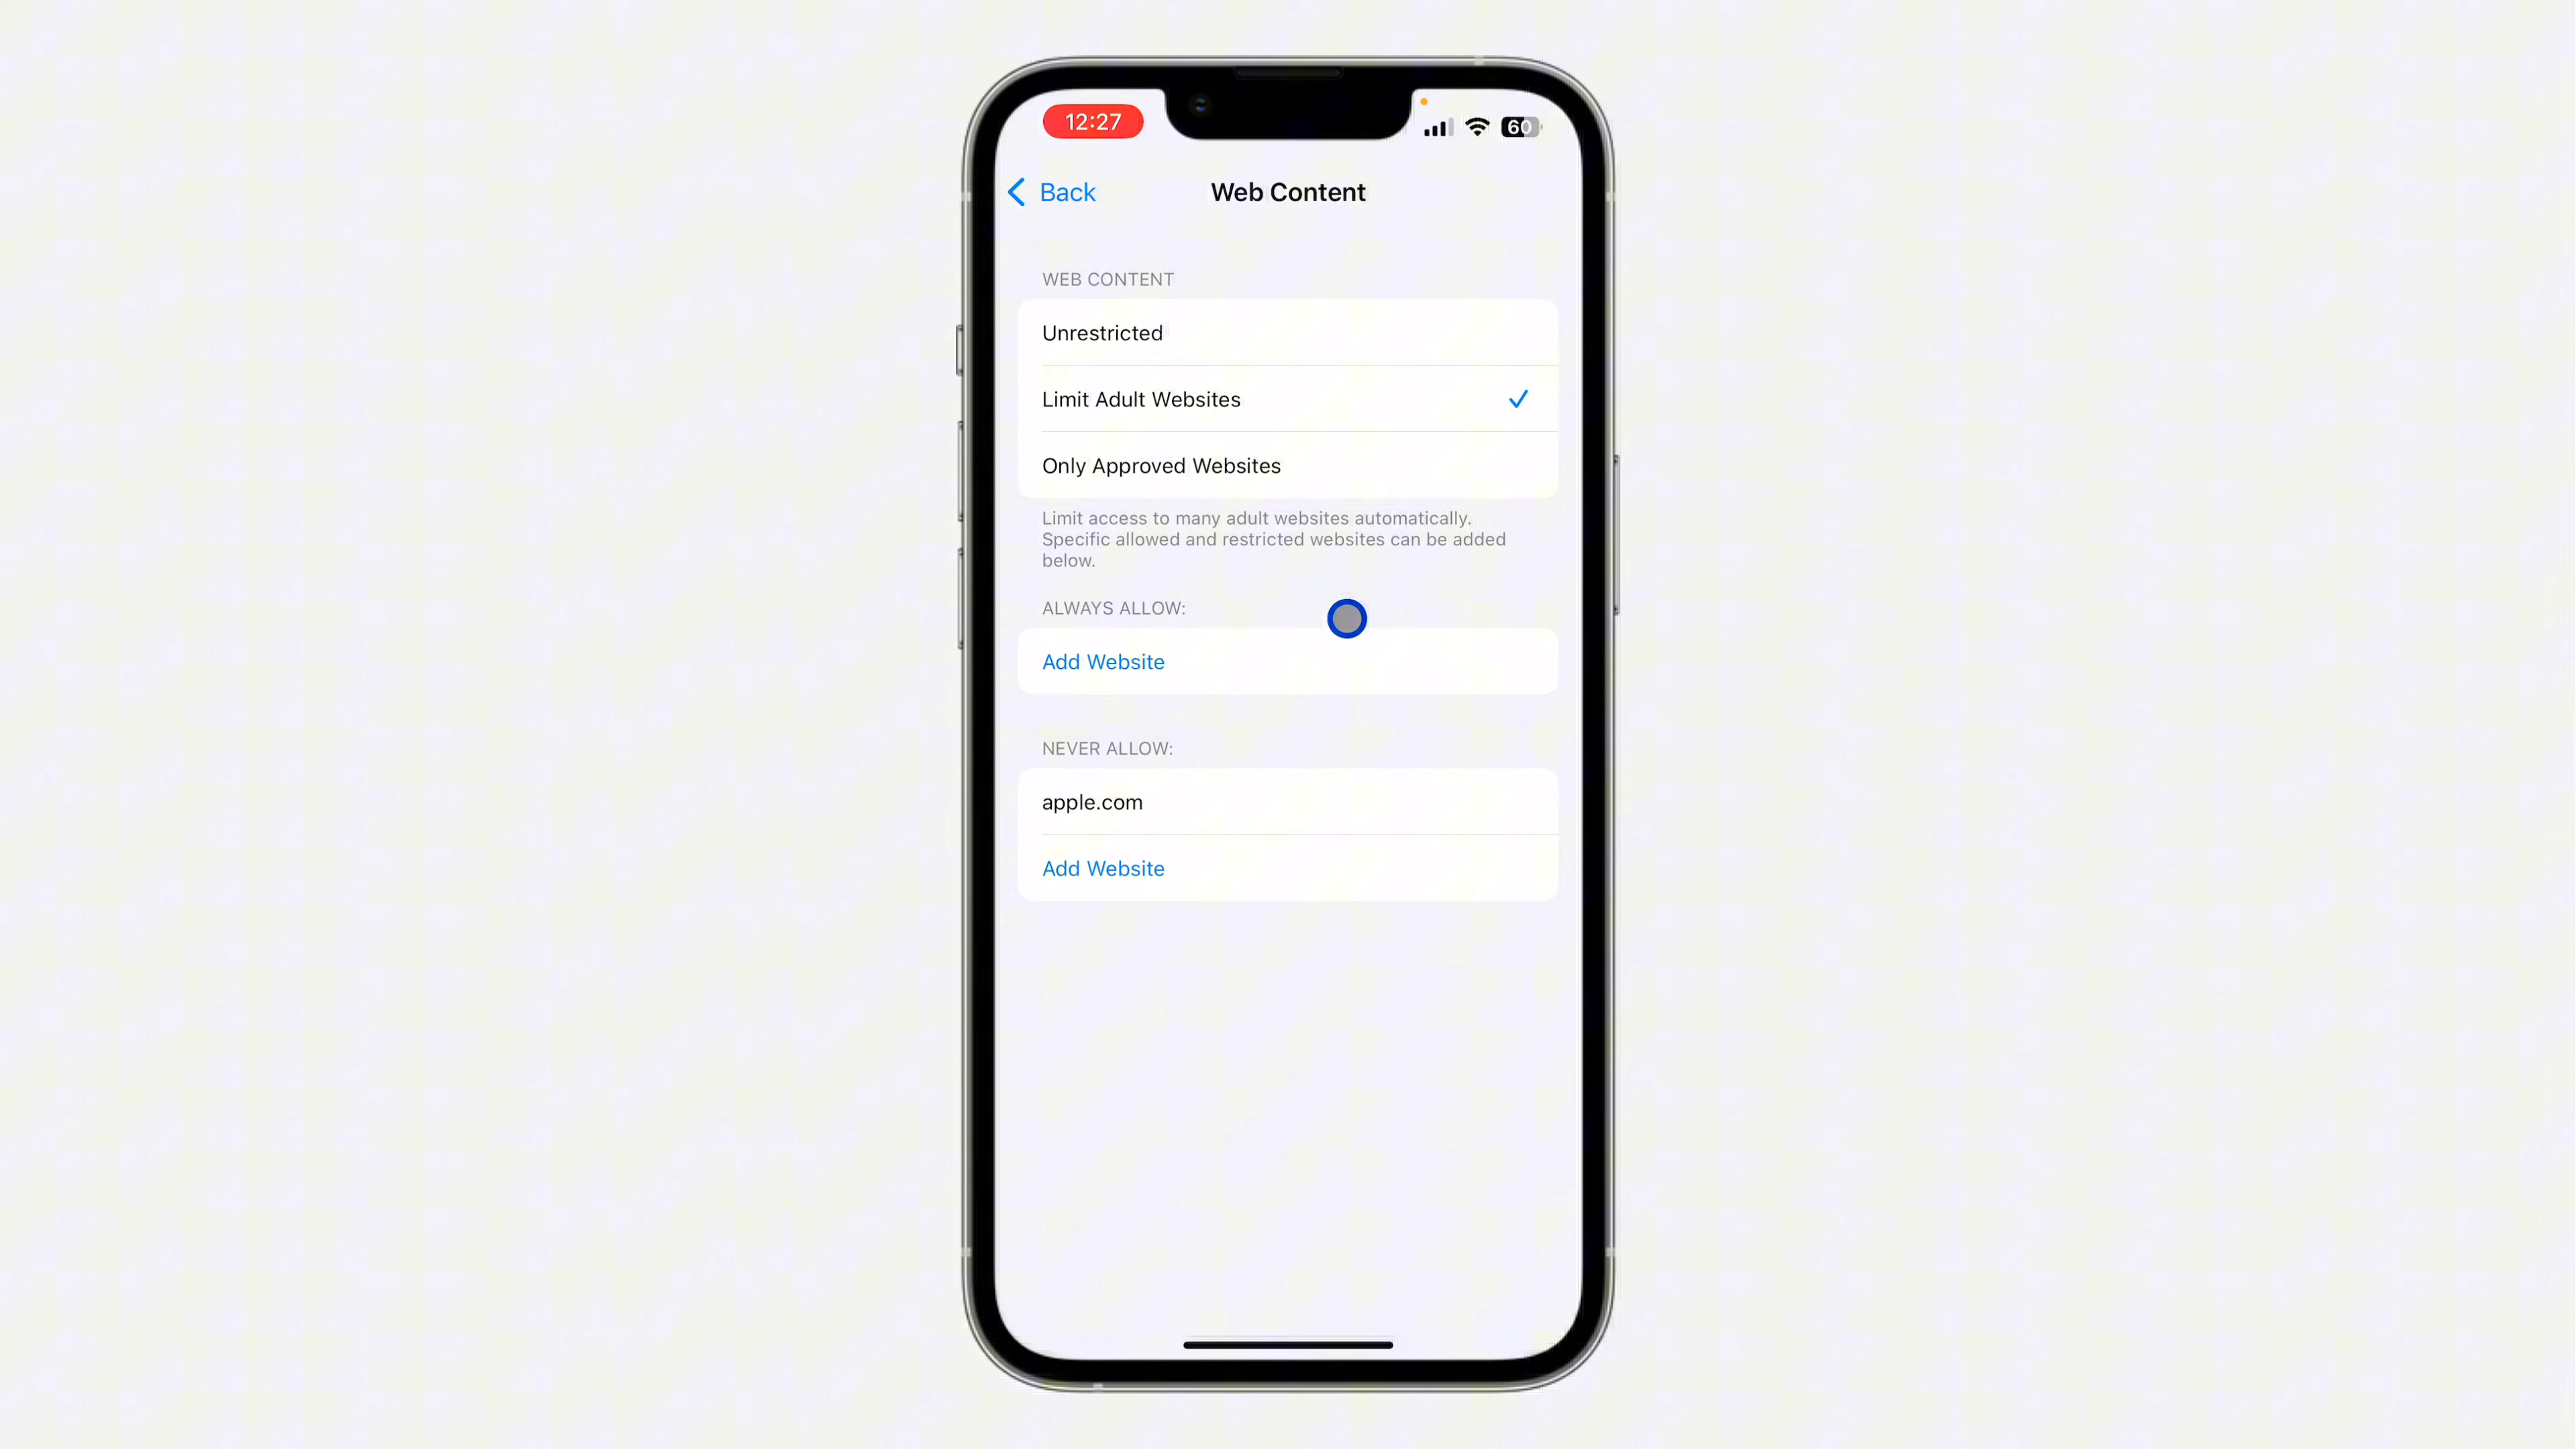 12:27
60
Back
Web Content
WEB CONTENT
Unrestricted
Limit Adult Websites
Only Approved Websites
Limit access to many adult websites automatically.
Specific allowed and restricted websites can be added
below.
ALWAYS ALLOW:
Add Website
NEVER ALLOW:
apple.com
Add Website